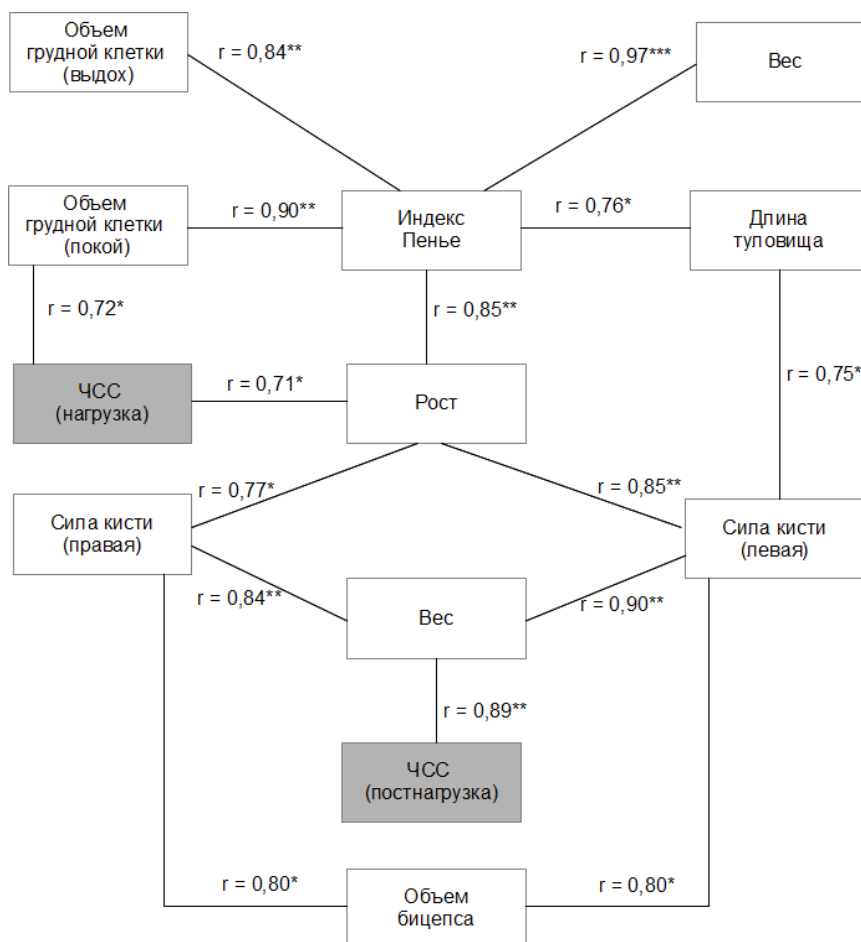 Объем
грудной клетки
(выдох)
r = 0,84**
r = 0,97***
Вес
Объем
грудной клетки
(покой)
r = 0,90**
Индекс
Пенье
r = 0,76*
Длина
туловища
r = 0,72*
r = 0,85**
r = 0,75*
ЧСС
(нагрузка)
r = 0,71*
Рост
r = 0,77*
r = 0,85**
Сила кисти
(правая)
Сила кисти
(левая)
r = 0,84**
Вес
r = 0,90**
r = 0,89**
ЧСС
(постнагрузка)
r = 0,80*
Объем
бицепса
r = 0,80*